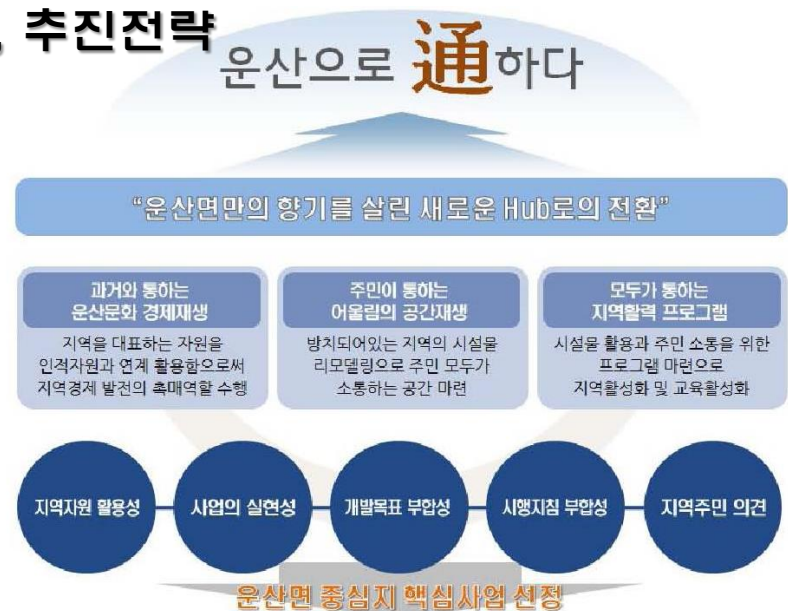 추진전략
운산으로 通하다
“운산면만의 향기를 살린 새로운 Hub로의 전환”
과거와 통하는
운산문화 경제재생
지역을 대표하는 자원을
인적자원과 연계 활용함으로써
지역경제 발전의 촉매역할 수행
주민이 통하는
어울림의 공간재생
방치되어있는 지역의 시설물
리모델링으로 주민 모두가
소통하는 공간 마련
모두가 통하는
지역활력 프로그램
시설물 활용과 주민 소통을 위한
프로그램 마련으로
지역활성화 및 교육활성화
지역자원 활용성
사업의 실현성
개발목표 부합성
시행지침 부합성
지역주민 의견
운산면 중심지 핵심사업 선정